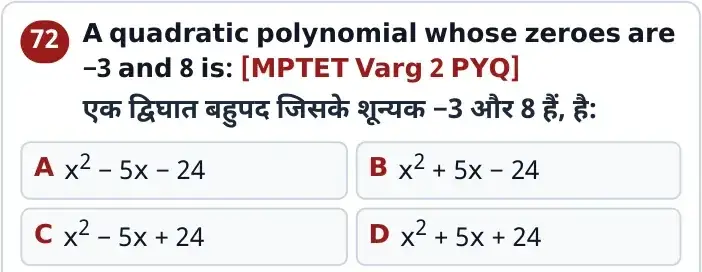 72 A quadratic polynomial whose zeroes are
−3 and 8 is: [MPTET Varg 2 PYQ]
एक द्विघात बहुपद जिसके शून्यक −3 और 8 हैं, है:
A x² − 5x − 24 B x² + 5x − 24
C x² − 5x + 24 D x² + 5x + 24